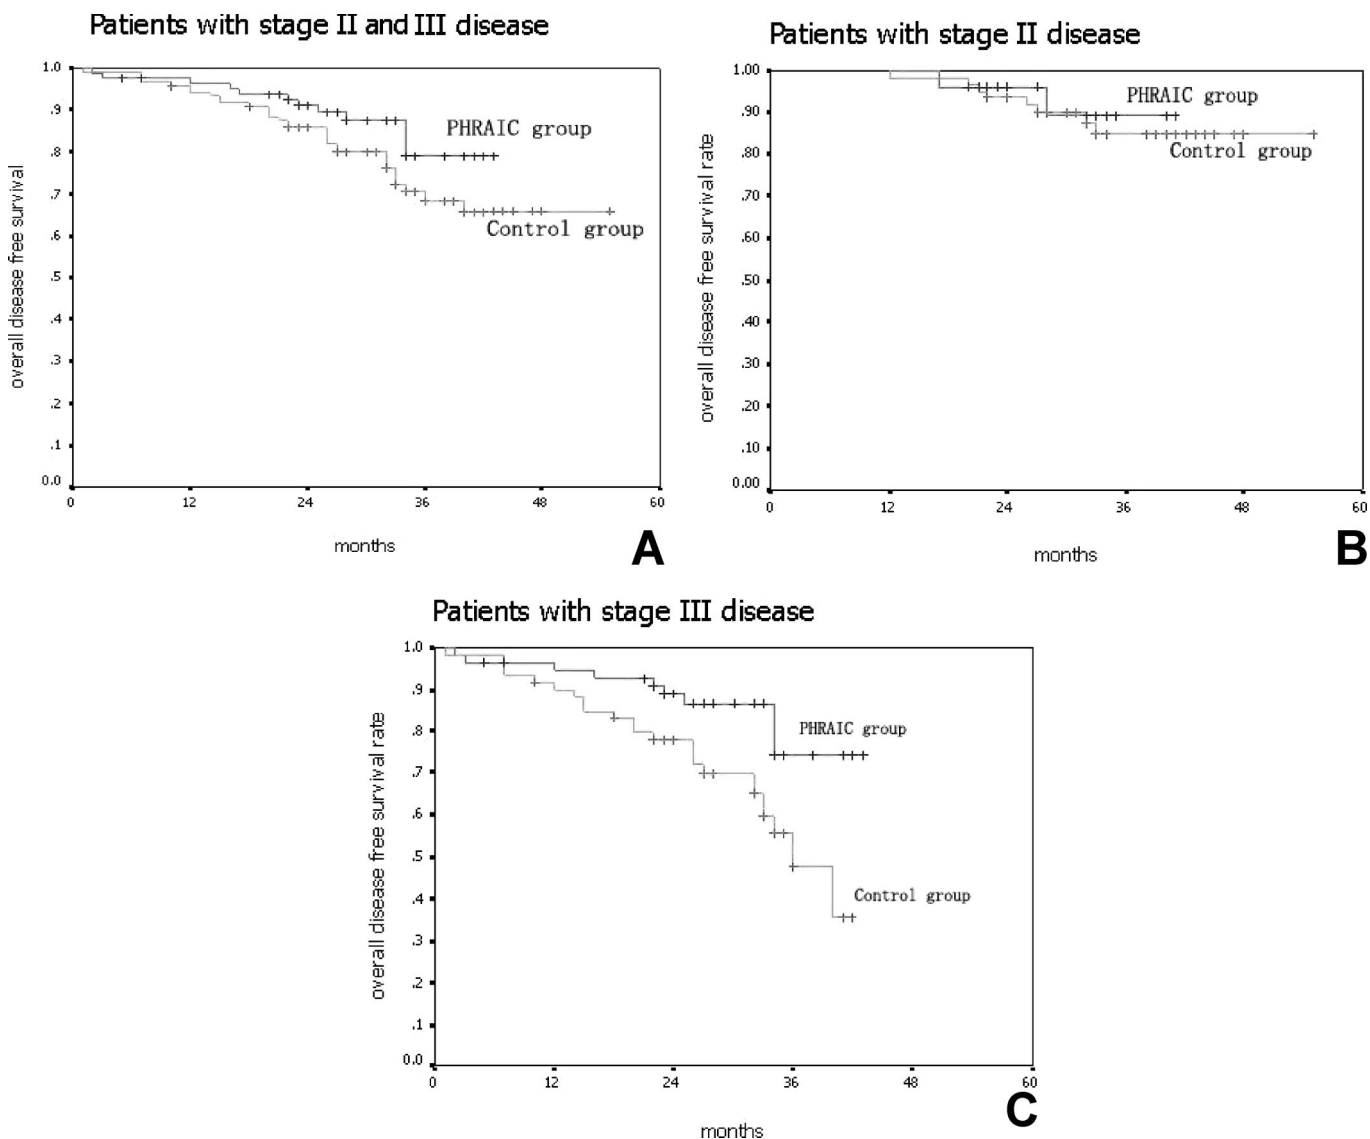 Patients with stage II and III disease
overall disease free survival
1.0
.9
.8
.7
.6
.5
.4
.3
.2
.1
0.0
PHRAIC group
Control group
0 12 24 36 48 60
months
A
Patients with stage II disease
overall disease free survival rate
1.00
.90
.80
.70
.60
.50
.40
.30
.20
.10
0.00
PHRAIC group
Control group
0 12 24 36 48 60
months
B
Patients with stage III disease
overall disease free survival rate
1.0
.9
.8
.7
.6
.5
.4
.3
.2
.1
0.0
PHRAIC group
Control group
0 12 24 36 48 60
months
C